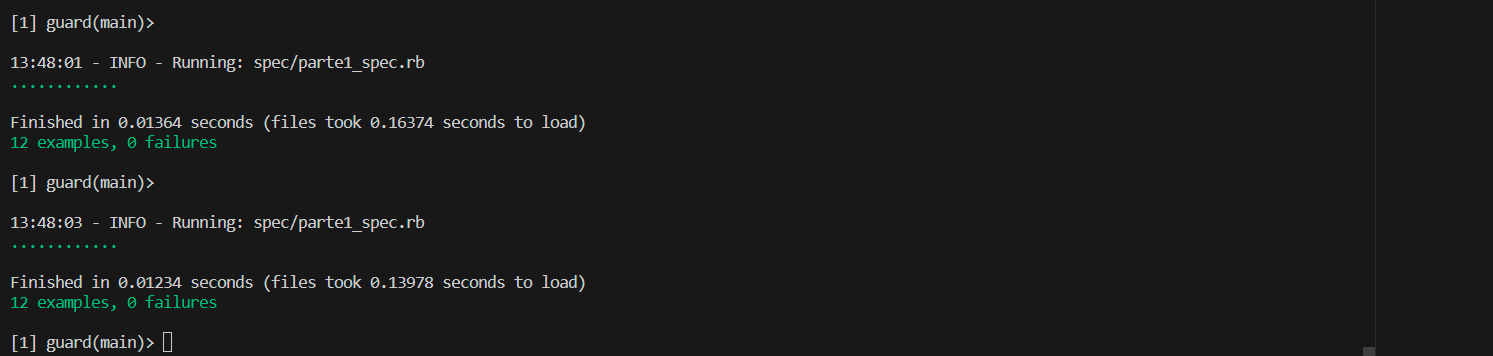 [1] guard(main)>
13:48:01 - INFO - Running: spec/parte1_spec.rb
............
Finished in 0.01364 seconds (files took 0.16374 seconds to load)
12 examples, 0 failures
[1] guard(main)>
13:48:03 - INFO - Running: spec/parte1_spec.rb
............
Finished in 0.01234 seconds (files took 0.13978 seconds to load)
12 examples, 0 failures
[1] guard(main)>